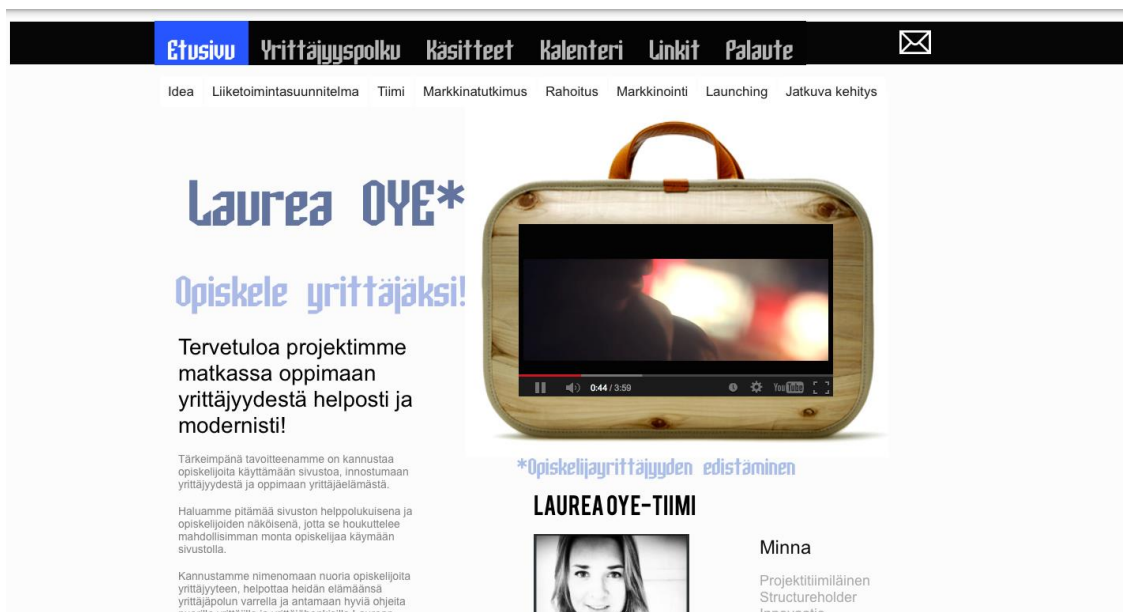 Etusivu Yrittäjyyspolku Käsitteet Kalenteri Linkit Palaute
Idea Liiketoimintasuunnitelma Tiimi Markkinatutkimus Rahoitus Markkinointi Launching Jatkuva kehitys
Laurea OYE*
Opiskele yrittäjäksi!
Tervetuloa projektimme
matkassa oppimaan
yrittäjyydestä helposti ja
modernisti!
Tärkeimpänä tavoitteenamme on kannustaa
opiskelijoita käyttämään sivustoa, innostumaan
yrittäjyydestä ja oppimaan yrittäjäelämästä.
Haluamme pitämää sivuston helppolukuisena ja
opiskelijoiden näköisenä, jotta se houkuttelee
mahdollisimman monta opiskelijaa käymään
sivustolla.
Kannustamme nimenomaan nuoria opiskelijoita
yrittäjyyteen, helpottaa heidän elämäänsä
yrittäjäpolun varrella ja antamaan hyviä ohjeita
0:44 / 3:59 YouTube
*Opiskelijayrittäjyyden edistäminen
LAUREA OYE-TIIMI
Minna
Projektitiimiläinen
Structureholder